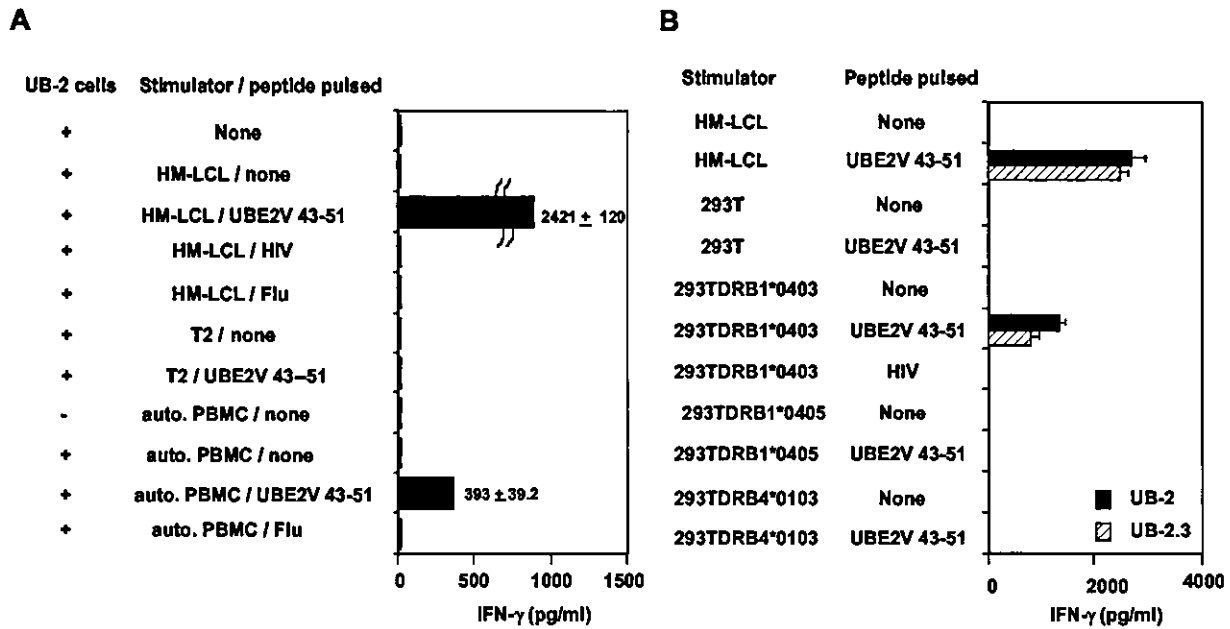 A
UB-2 cells Stimulator / peptide pulsed
+ None
+ HM-LCL / none
+ HM-LCL / UBE2V 43-51 2421 ± 120
+ HM-LCL / HIV
+ HM-LCL / Flu
+ T2 / none
+ T2 / UBE2V 43–51
- auto. PBMC / none
+ auto. PBMC / none
+ auto. PBMC / UBE2V 43-51 393 ± 39.2
+ auto. PBMC / Flu
0 500 1000 1500
IFN-γ (pg/ml)
B
Stimulator Peptide pulsed
HM-LCL None
HM-LCL UBE2V 43-51
293T None
293T UBE2V 43-51
293TDRB1*0403 None
293TDRB1*0403 UBE2V 43-51
293TDRB1*0403 HIV
293TDRB1*0405 None
293TDRB1*0405 UBE2V 43-51
293TDRB4*0103 None
293TDRB4*0103 UBE2V 43-51
UB-2
UB-2.3
0 2000 4000
IFN-γ (pg/ml)